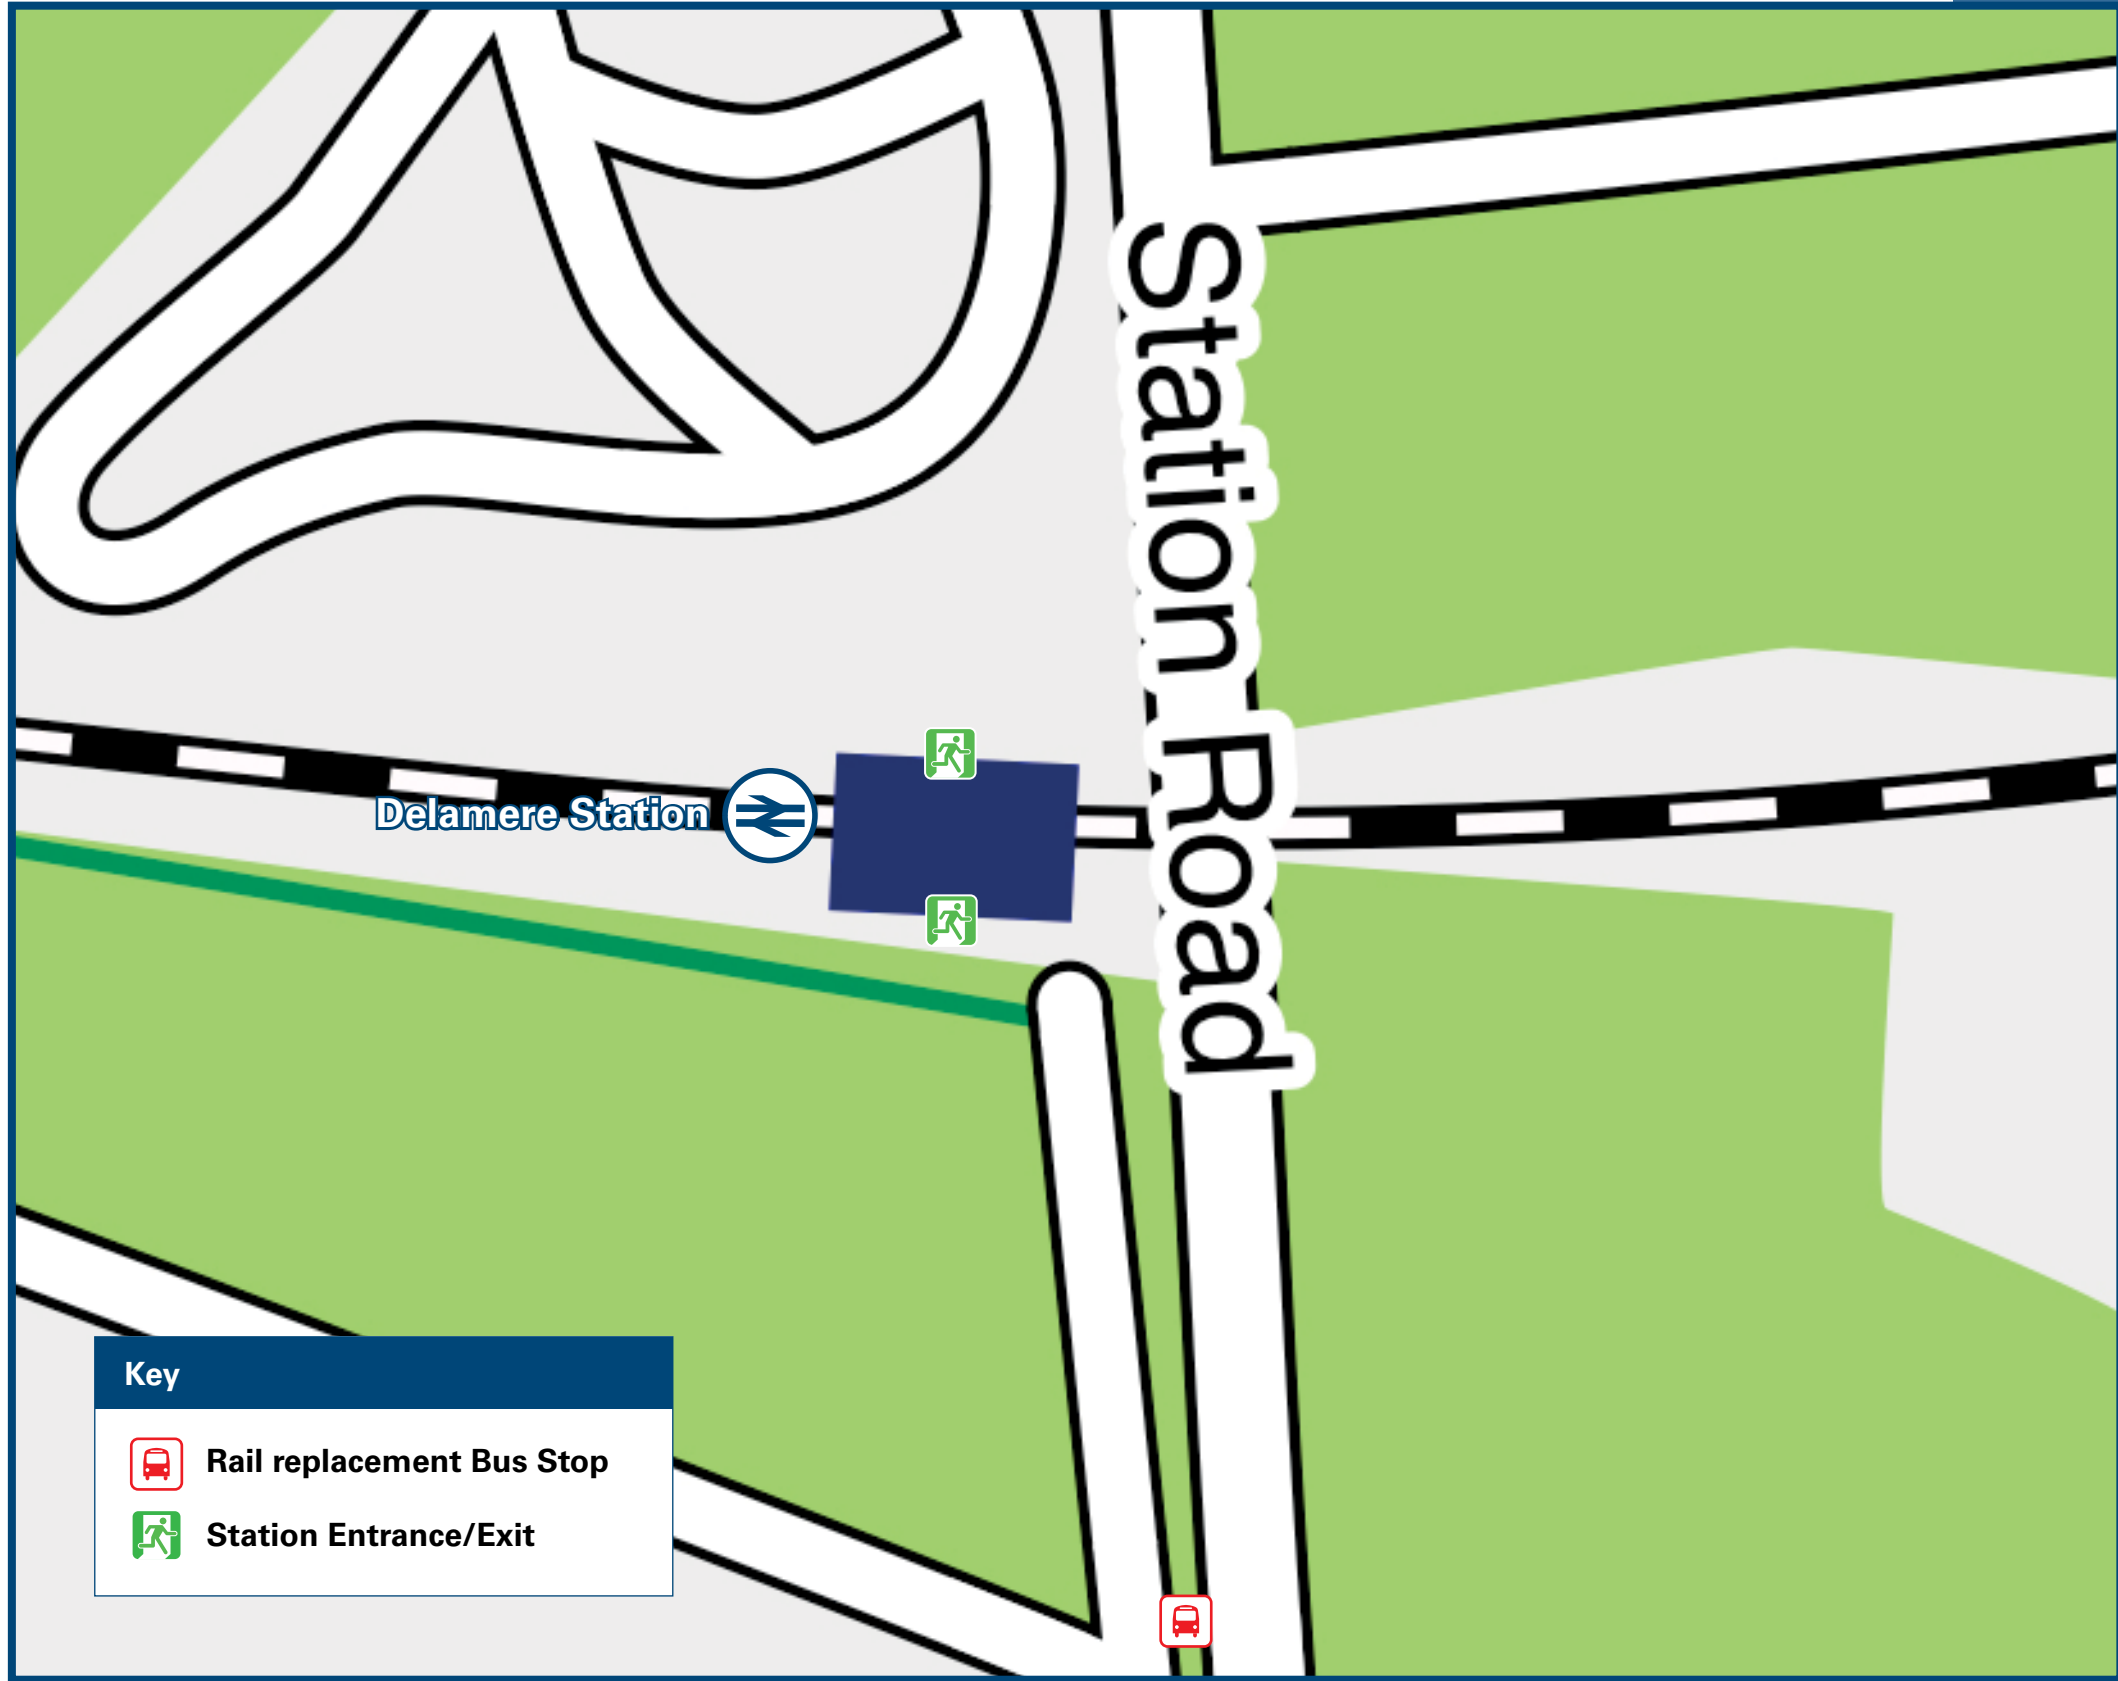 Station Road
Delamere Station
Key
Rail replacement Bus Stop
Station Entrance/Exit